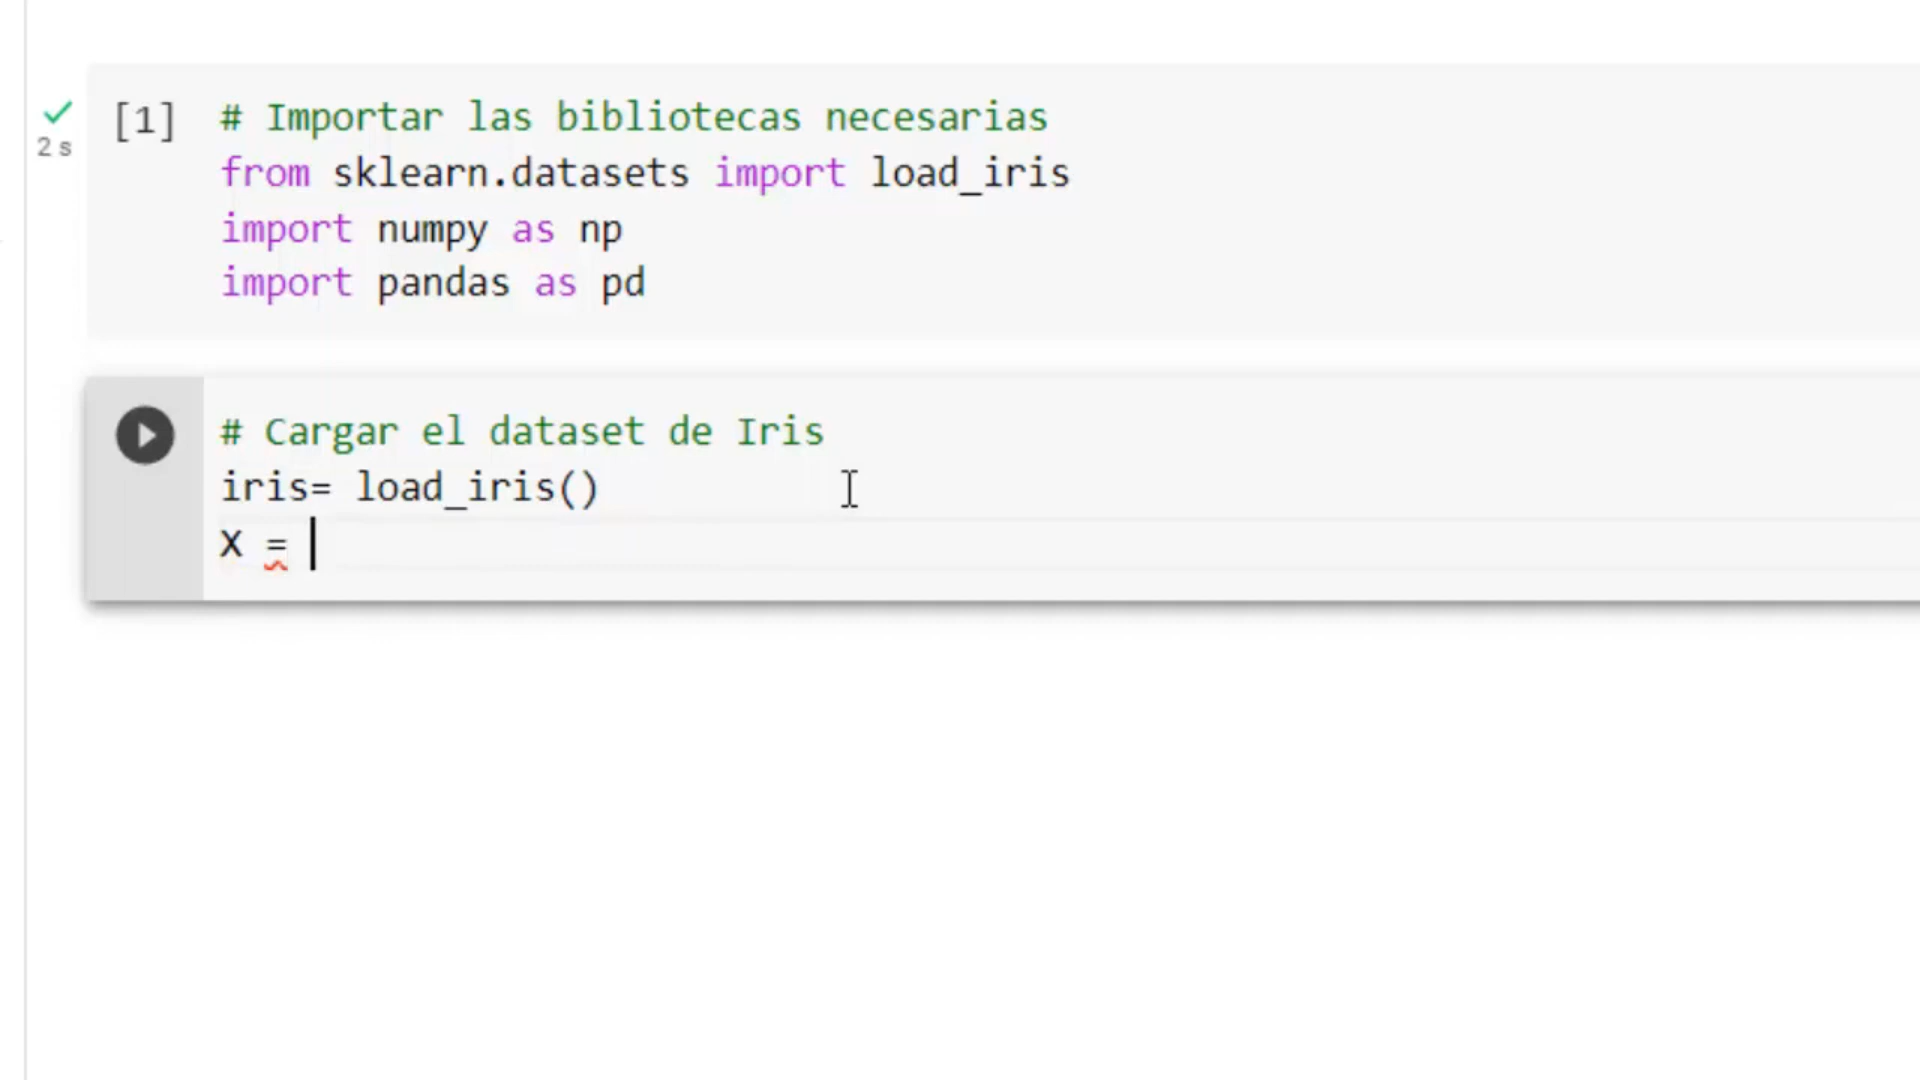 [1] # Importar las bibliotecas necesarias
2 s
from sklearn.datasets import load_iris
import numpy as np
import pandas as pd
# Cargar el dataset de Iris
iris= load_iris()
X =